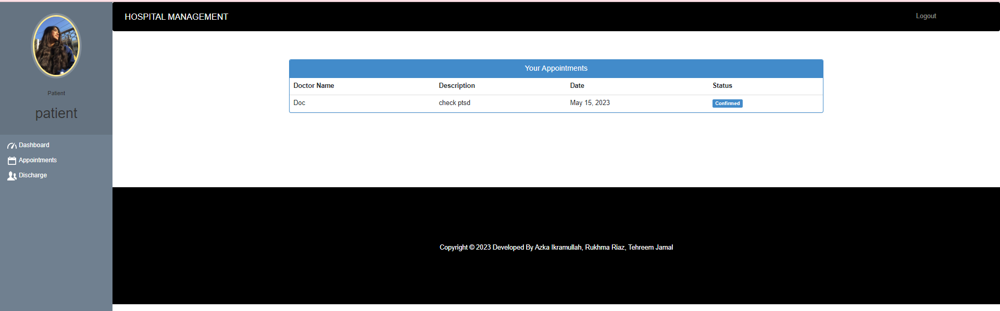 HOSPITAL MANAGEMENT
Logout
Patient
patient
Dashboard
Appointments
Discharge
Your Appointments
Doctor Name Description Date Status
Doc check ptsd May 15, 2023 Confirmed
Copyright © 2023 Developed By Azka Ikramullah, Rukhma Riaz, Tehreem Jamal